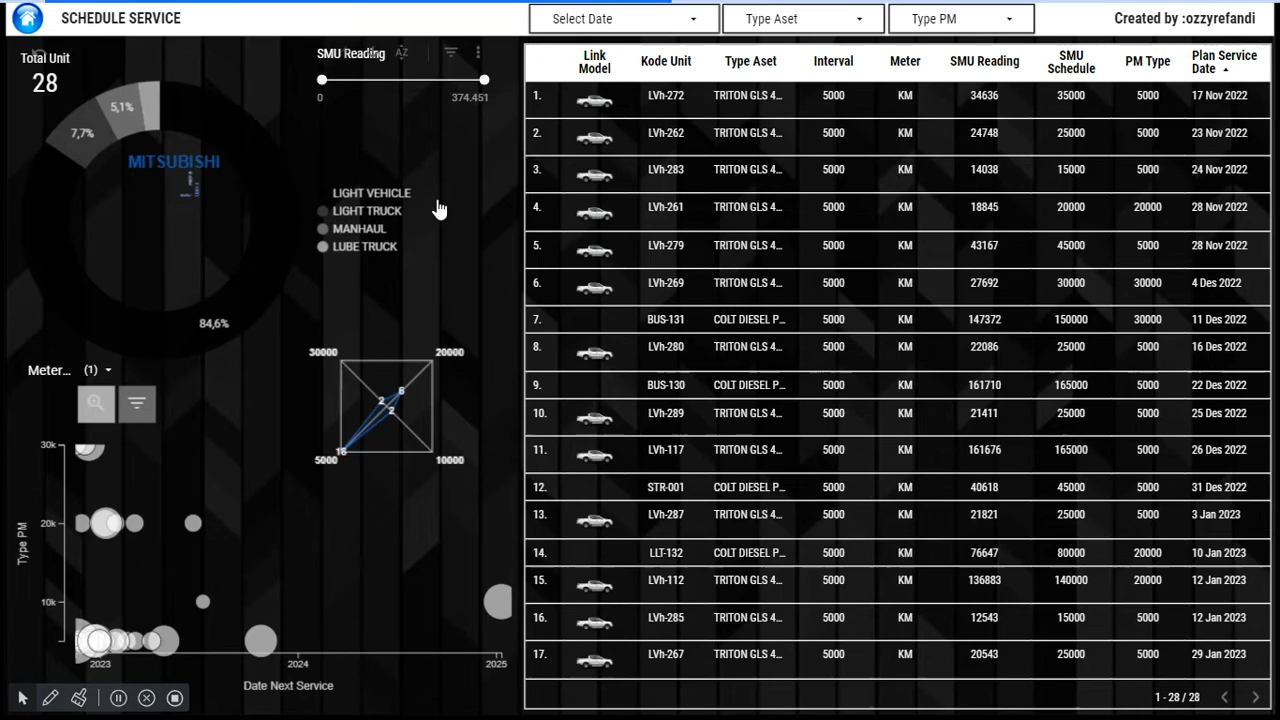 SCHEDULE SERVICE
Select Date
Type Aset
Type PM
Created by :ozzyrefandi
Total Unit
28
SMU Reading
0
374.451
5,1%
7,7%
84,6%
MITSUBISHI
LIGHT VEHICLE
LIGHT TRUCK
MANHAUL
LUBE TRUCK
Meter... (1)
30000
20000
6
2
2
18
5000
10000
30k
20k
10k
Type PM
2023
2024
2025
Date Next Service
Link Model Kode Unit Type Aset Interval Meter SMU Reading SMU Schedule PM Type Plan Service Date
1. LVh-272 TRITON GLS 4... 5000 KM 34636 35000 5000 17 Nov 2022
2. LVh-262 TRITON GLS 4... 5000 KM 24748 25000 5000 23 Nov 2022
3. LVh-283 TRITON GLS 4... 5000 KM 14038 15000 5000 24 Nov 2022
4. LVh-261 TRITON GLS 4... 5000 KM 18845 20000 20000 28 Nov 2022
5. LVh-279 TRITON GLS 4... 5000 KM 43167 45000 5000 28 Nov 2022
6. LVh-269 TRITON GLS 4... 5000 KM 27692 30000 30000 4 Des 2022
7. BUS-131 COLT DIESEL P... 5000 KM 147372 150000 30000 11 Des 2022
8. LVh-280 TRITON GLS 4... 5000 KM 22086 25000 5000 16 Des 2022
9. BUS-130 COLT DIESEL P... 5000 KM 161710 165000 5000 22 Des 2022
10. LVh-289 TRITON GLS 4... 5000 KM 21411 25000 5000 25 Des 2022
11. LVh-117 TRITON GLS 4... 5000 KM 161676 165000 5000 26 Des 2022
12. STR-001 COLT DIESEL P... 5000 KM 40618 45000 5000 31 Des 2022
13. LVh-287 TRITON GLS 4... 5000 KM 21821 25000 5000 3 Jan 2023
14. LLT-132 COLT DIESEL P... 5000 KM 76647 80000 20000 10 Jan 2023
15. LVh-112 TRITON GLS 4... 5000 KM 136883 140000 20000 12 Jan 2023
16. LVh-285 TRITON GLS 4... 5000 KM 12543 15000 5000 12 Jan 2023
17. LVh-267 TRITON GLS 4... 5000 KM 20543 25000 5000 29 Jan 2023
1 - 28 / 28